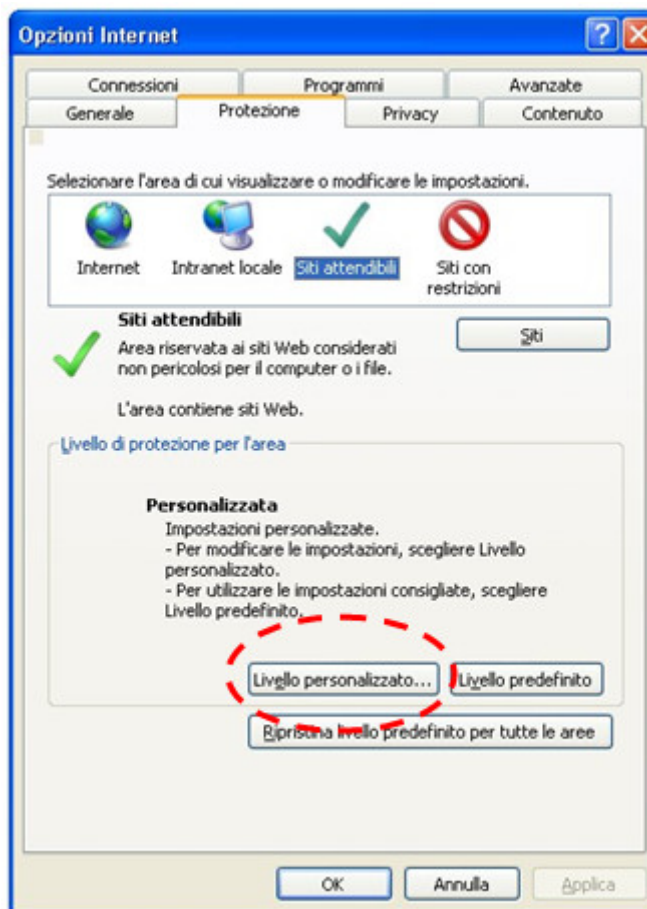 Opzioni Internet
Connessioni Programmi Avanzate
Generale Protezione Privacy Contenuto
Selezionare l'area di cui visualizzare o modificare le impostazioni.
Internet Intranet locale Siti attendibili Siti con
restrizioni
Siti attendibili
Siti
Area riservata ai siti Web considerati
non pericolosi per il computer o i file.
L'area contiene siti Web.
Livello di protezione per l'area
Personalizzata
Impostazioni personalizzate.
- Per modificare le impostazioni, scegliere Livello
personalizzato.
- Per utilizzare le impostazioni consigliate, scegliere
Livello predefinito.
Livello personalizzato... Livello predefinito
Ripristina livello predefinito per tutte le aree
OK Annulla Applica